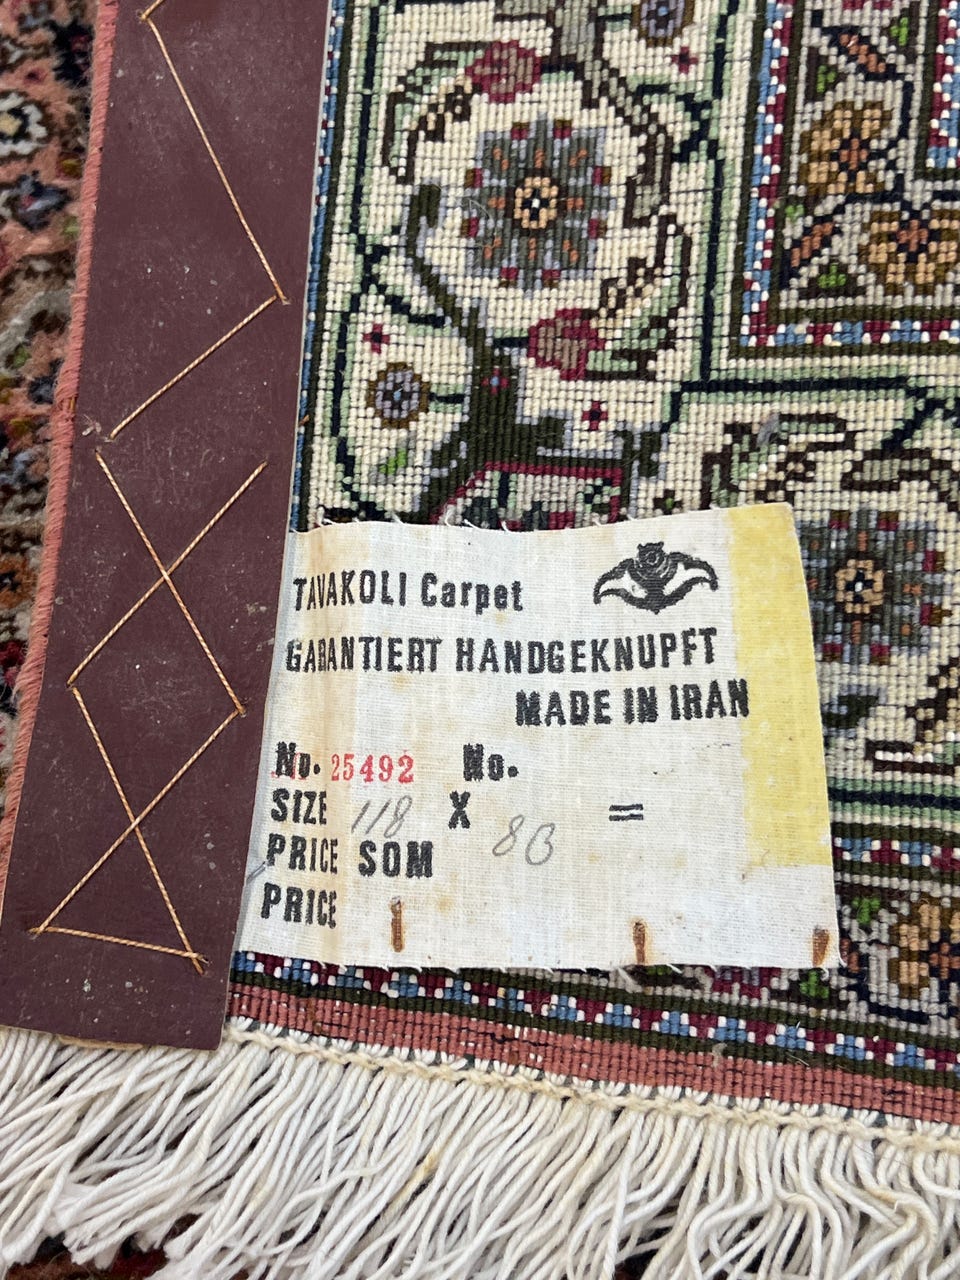 TAVAKOLI Carpet
GARANTIERT HANDGEKNUPFT
MADE IN IRAN
No. 25492 No.
SIZE 118 X 80 =
PRICE SOM
PRICE